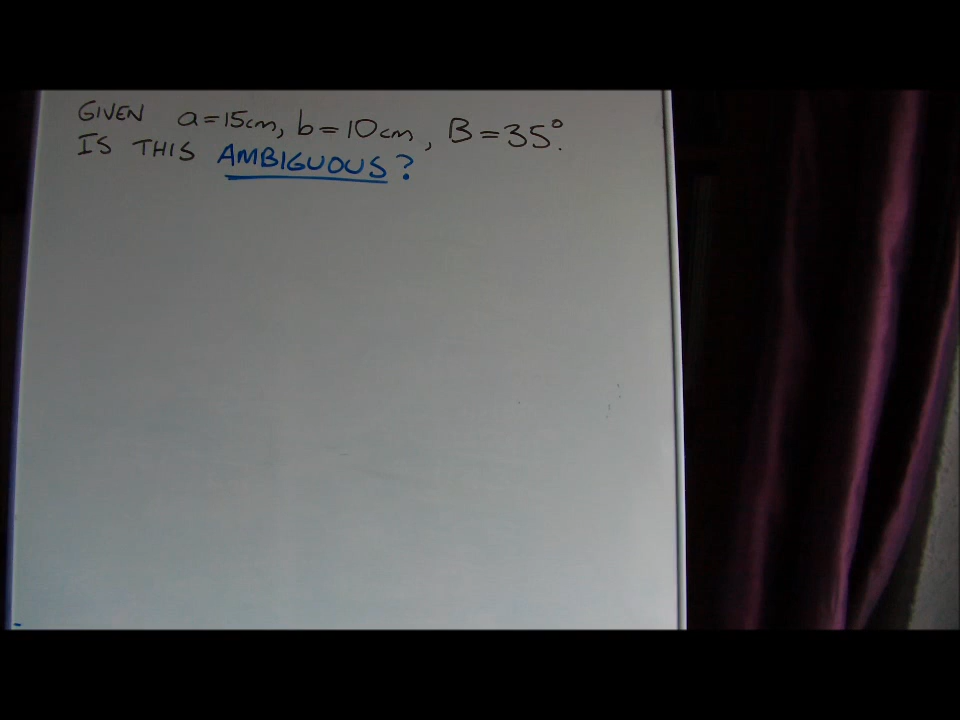 GIVEN a=15cm, b=10cm, B=35°.
IS THIS AMBIGUOUS?